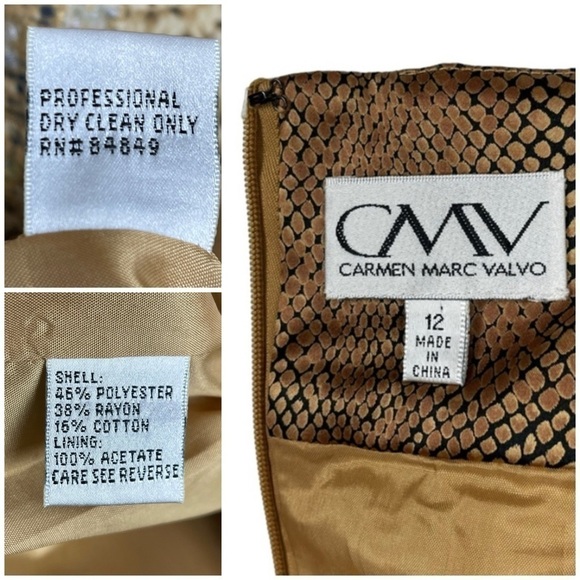 PROFESSIONAL
DRY CLEAN ONLY
RN# 84849
SHELL:
46% POLYESTER
38% RAYON
16% COTTON
LINING:
100% ACETATE
CARE SEE REVERSE
CMV
CARMEN MARC VALVO
12
MADE
IN
CHINA